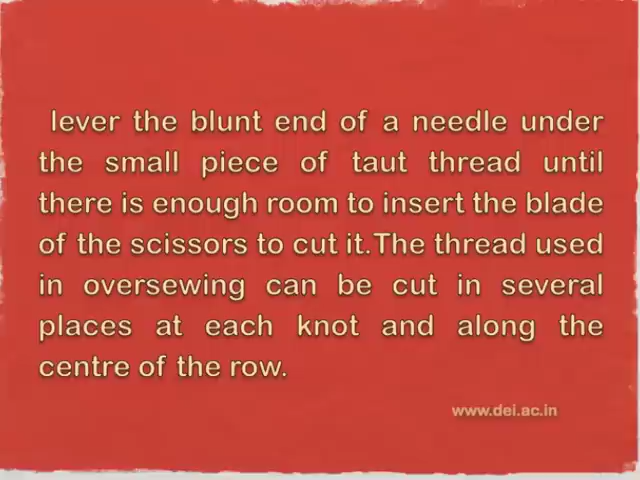 lever the blunt end of a needle under
the small piece of taut thread until
there is enough room to insert the blade
of the scissors to cut it.The thread used
in oversewing can be cut in several
places at each knot and along the
centre of the row.
www.dei.ac.in